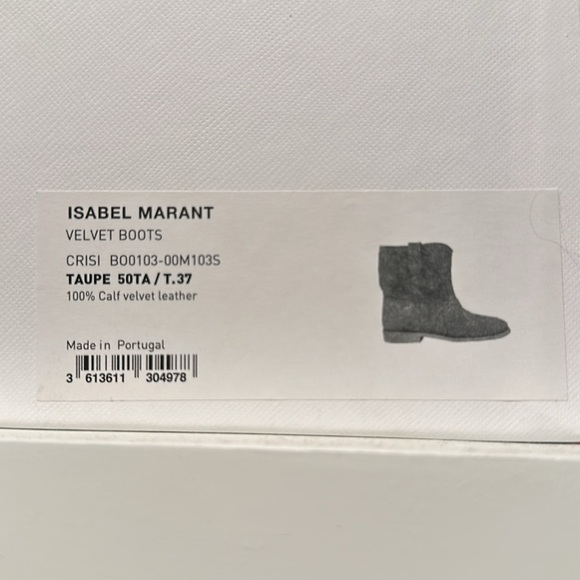 ISABEL MARANT
VELVET BOOTS
CRISI BO0103-00M103S
TAUPE 50TA / T.37
100% Calf velvet leather
Made in Portugal
3 613611 304978